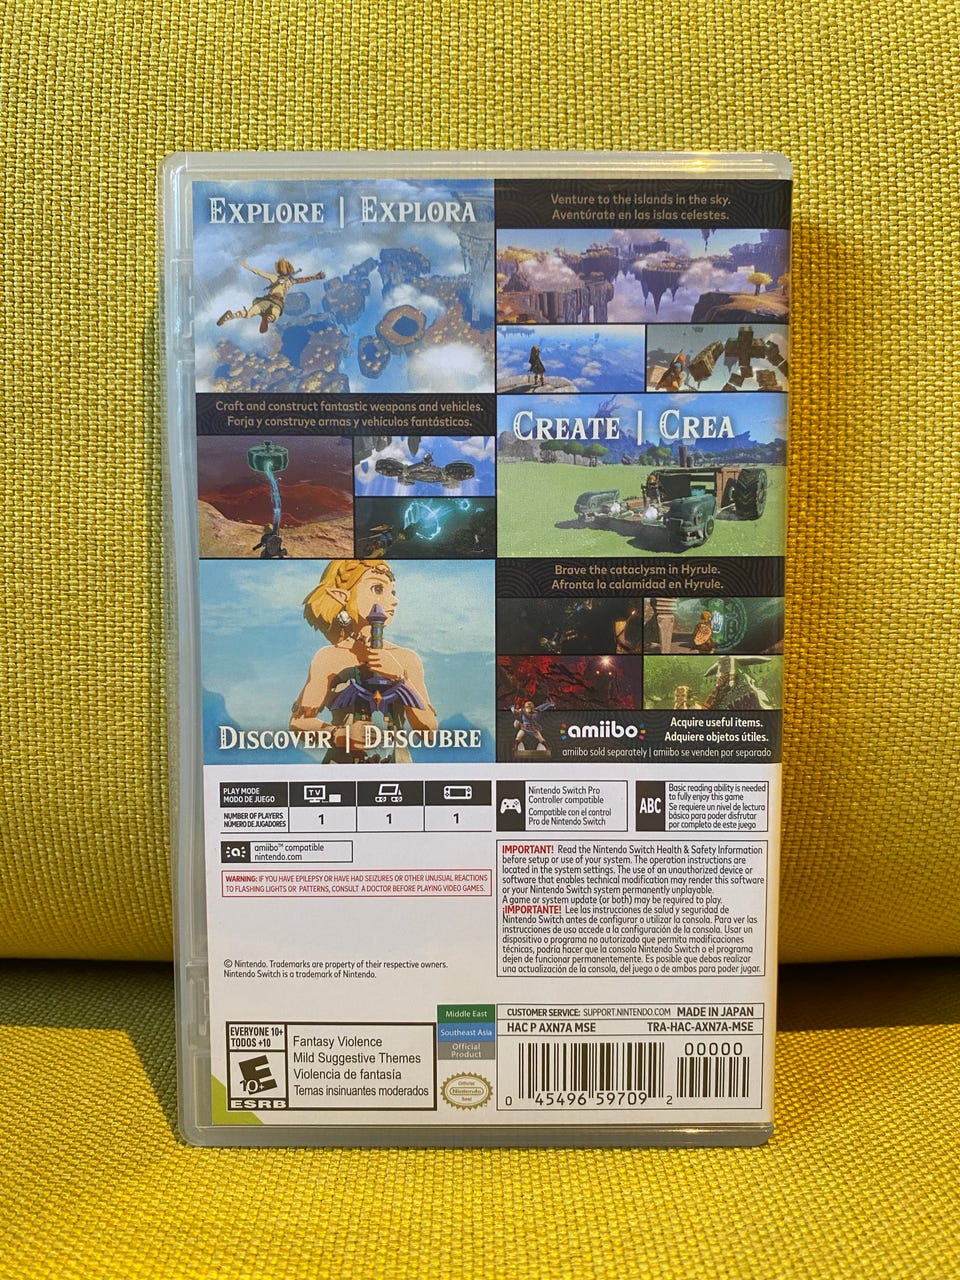 EXPLORE | EXPLORA
Venture to the islands in the sky.
Aventúrate en las islas celestes.
Craft and construct fantastic weapons and vehicles.
Forja y construye armas y vehículos fantásticos.
CREATE | CREA
Brave the cataclysm in Hyrule.
Afronta la calamidad en Hyrule.
DISCOVER | DESCUBRE
amiibo
Acquire useful items.
Adquiere objetos útiles.
amiibo sold separately | amiibo se venden por separado
PLAY MODE
MODO DE JUEGO
TV
NUMBER OF PLAYERS
NÚMERO DE JUGADORES
1
1
1
Nintendo Switch Pro
Controller compatible
Compatible con el control
Pro de Nintendo Switch
ABC
Basic reading ability is needed
to fully enjoy this game
Se requiere un nivel de lectura
básico para poder disfrutar
por completo de este juego
amiibo™ compatible
nintendo.com
WARNING: IF YOU HAVE EPILEPSY OR HAVE HAD SEIZURES OR OTHER UNUSUAL REACTIONS
TO FLASHING LIGHTS OR PATTERNS, CONSULT A DOCTOR BEFORE PLAYING VIDEO GAMES.
IMPORTANT! Read the Nintendo Switch Health & Safety Information
before setup or use of your system. The operation instructions are
located in the system settings. The use of an unauthorized device or
software that enables technical modification may render this software
or your Nintendo Switch system permanently unplayable.
A game or system update (or both) may be required to play.
¡IMPORTANTE! Lee las instrucciones de salud y seguridad de
Nintendo Switch antes de configurar o utilizar la consola. Para ver las
instrucciones de uso accede a la configuración de la consola. Usar un
dispositivo o programa no autorizado que permita modificaciones
técnicas, podría hacer que la consola Nintendo Switch o el programa
dejen de funcionar permanentemente. Es posible que debas realizar
una actualización de la consola, del juego o de ambos para poder jugar.
© Nintendo. Trademarks are property of their respective owners.
Nintendo Switch is a trademark of Nintendo.
EVERYONE 10+
TODOS +10
E
10+
ESRB
Fantasy Violence
Mild Suggestive Themes
Violencia de fantasía
Temas insinuantes moderados
Middle East
Southeast Asia
Official
Product
Official
Nintendo
Seal
CUSTOMER SERVICE: SUPPORT.NINTENDO.COM MADE IN JAPAN
HAC P AXN7A MSE TRA-HAC-AXN7A-MSE
00000
0 45496 59709 2